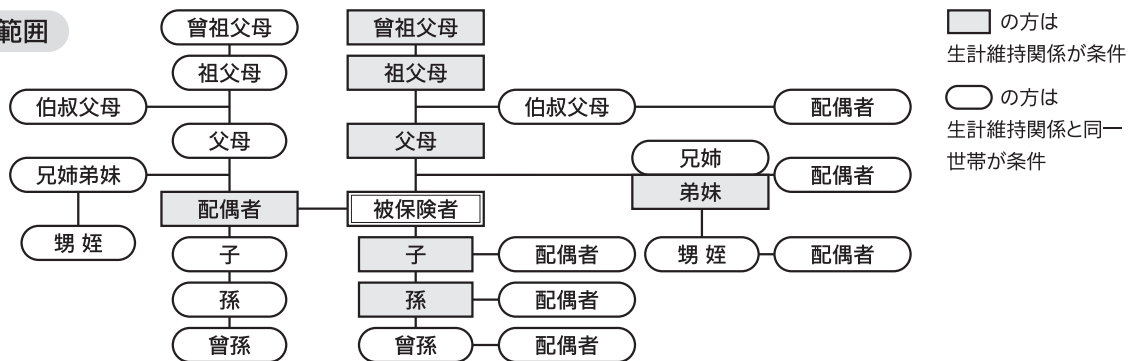 範囲
曾祖父母
曾祖父母
の方は
生計維持関係が条件
祖父母
祖父母
伯叔父母
伯叔父母
配偶者
の方は
生計維持関係と同一
世帯が条件
父母
父母
兄姉弟妹
兄姉
弟妹
配偶者
配偶者
被保険者
甥 姪
子
子
配偶者
甥 姪
配偶者
孫
孫
配偶者
曾孫
曾孫
配偶者